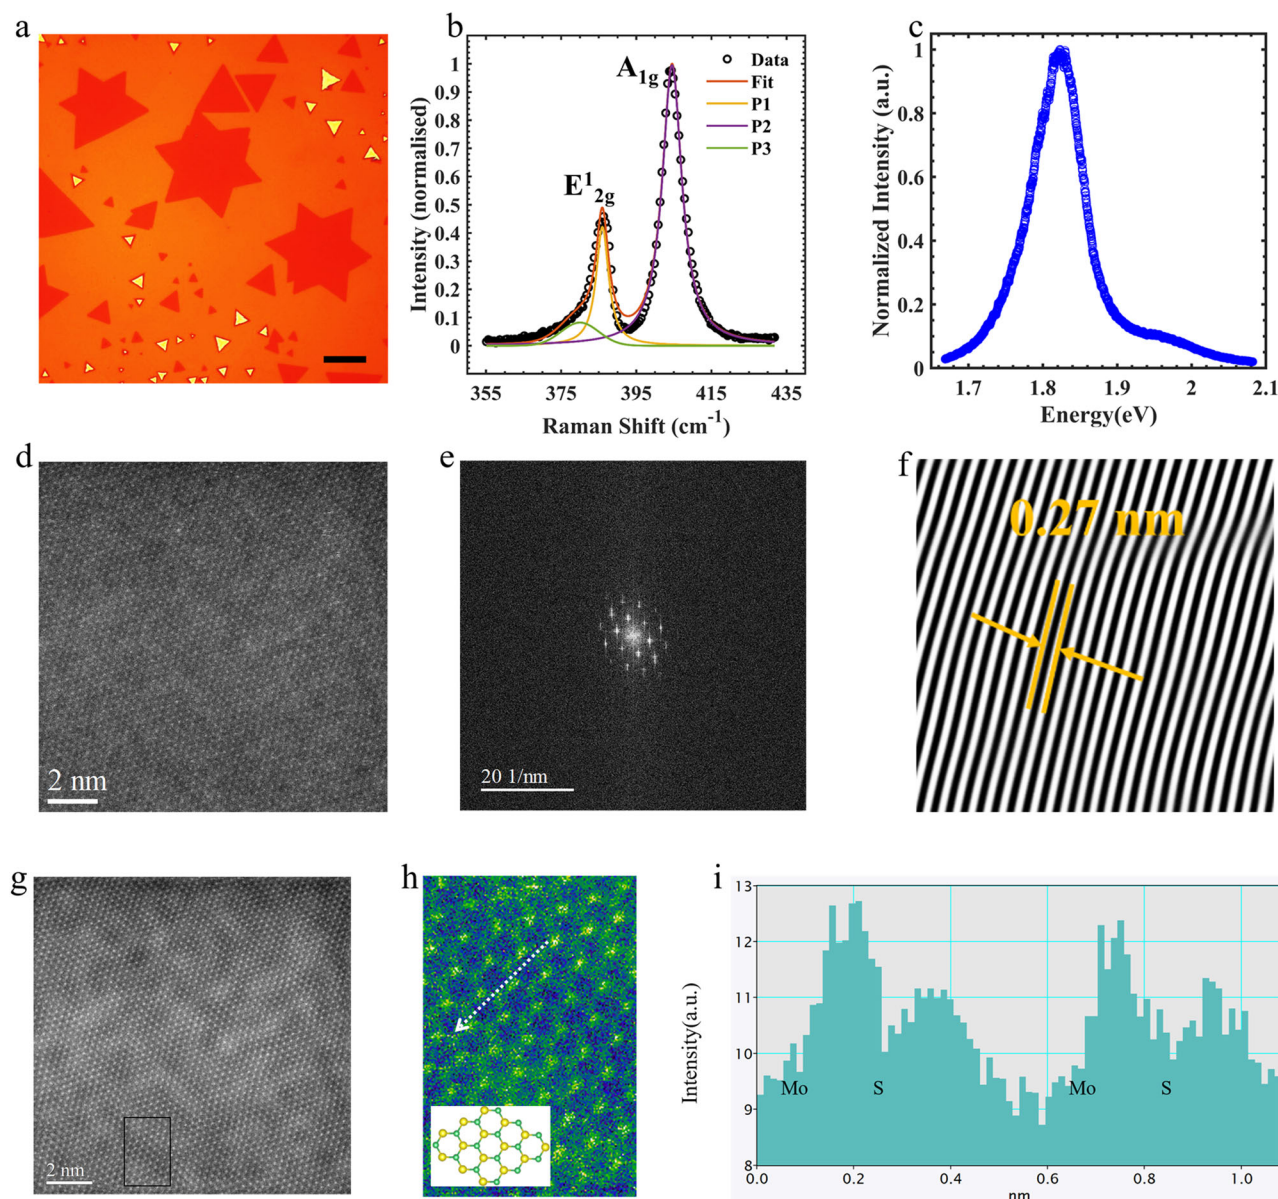 a
b
1
0.9
0.8
0.7
0.6
0.5
0.4
0.3
0.2
0.1
0
A1g
E12g
Data
Fit
P1
P2
P3
Intensity (normalised)
355 375 395 415 435
Raman Shift (cm-1)
c
1
0.8
0.6
0.4
0.2
0
Normalized Intensity (a.u.)
1.7 1.8 1.9 2 2.1
Energy(eV)
d
2 nm
e
20 1/nm
f
0.27 nm
g
2 nm
h
i
13
12
11
10
9
8
Intensity(a.u.)
Mo S Mo S
0.0 0.2 0.4 0.6 0.8 1.0
nm